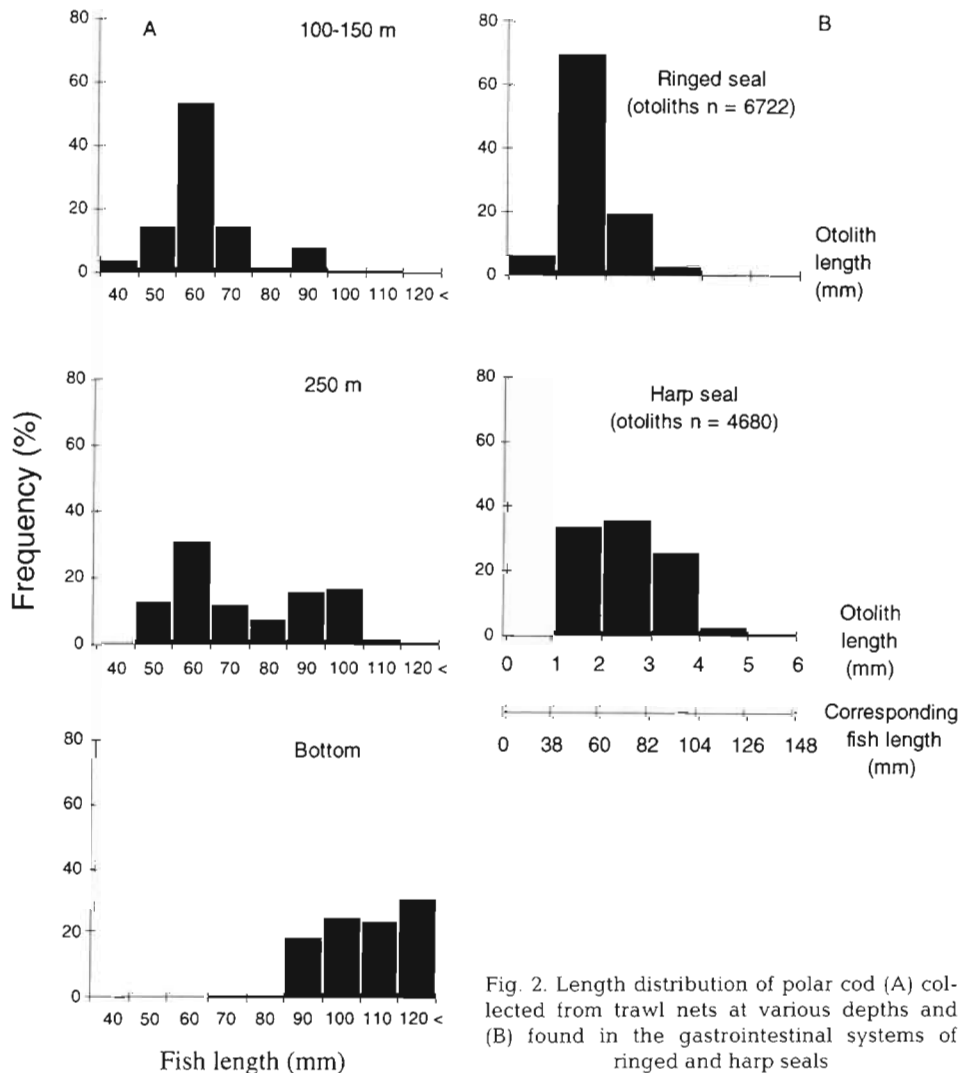 A
100-150 m
80
60
40
20
0
40 50 60 70 80 90 100 110 120 <
250 m
80
60
40
20
0
40 50 60 70 80 90 100 110 120 <
Bottom
80
60
40
20
0
40 50 60 70 80 90 100 110 120 <
Frequency (%)
Fish length (mm)
B
Ringed seal
(otoliths n = 6722)
80
60
40
20
0
Otolith
length
(mm)
Harp seal
(otoliths n = 4680)
80
60
40
20
0
0 1 2 3 4 5 6
Otolith
length
(mm)
0 38 60 82 104 126 148
Corresponding
fish length
(mm)
Fig. 2. Length distribution of polar cod (A) col-
lected from trawl nets at various depths and
(B) found in the gastrointestinal systems of
ringed and harp seals